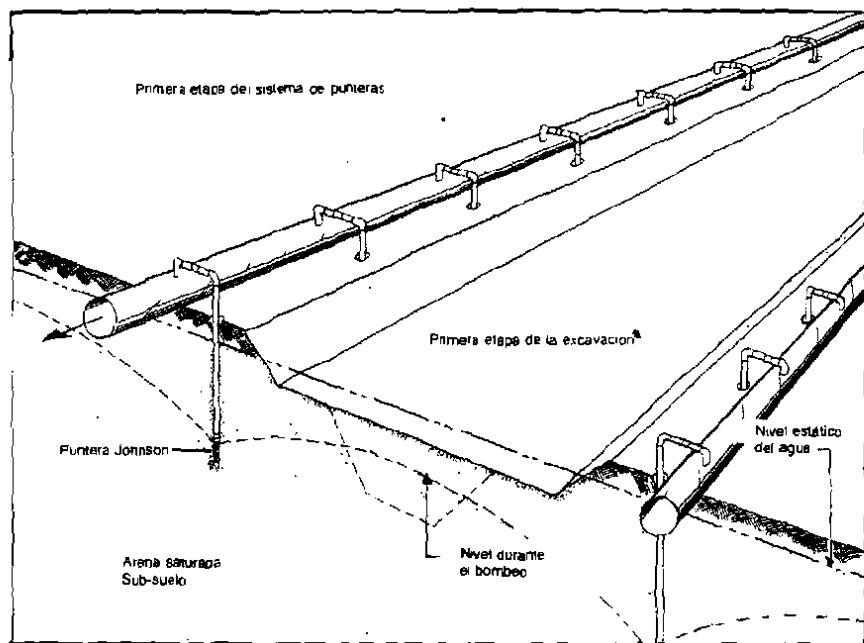 Primera etapa del sistema de punteras
Primera etapa de la excavación
Nivel estático
del agua
Puntera Johnson
Nivel durante
el bombeo
Arena saturada
Sub-suelo